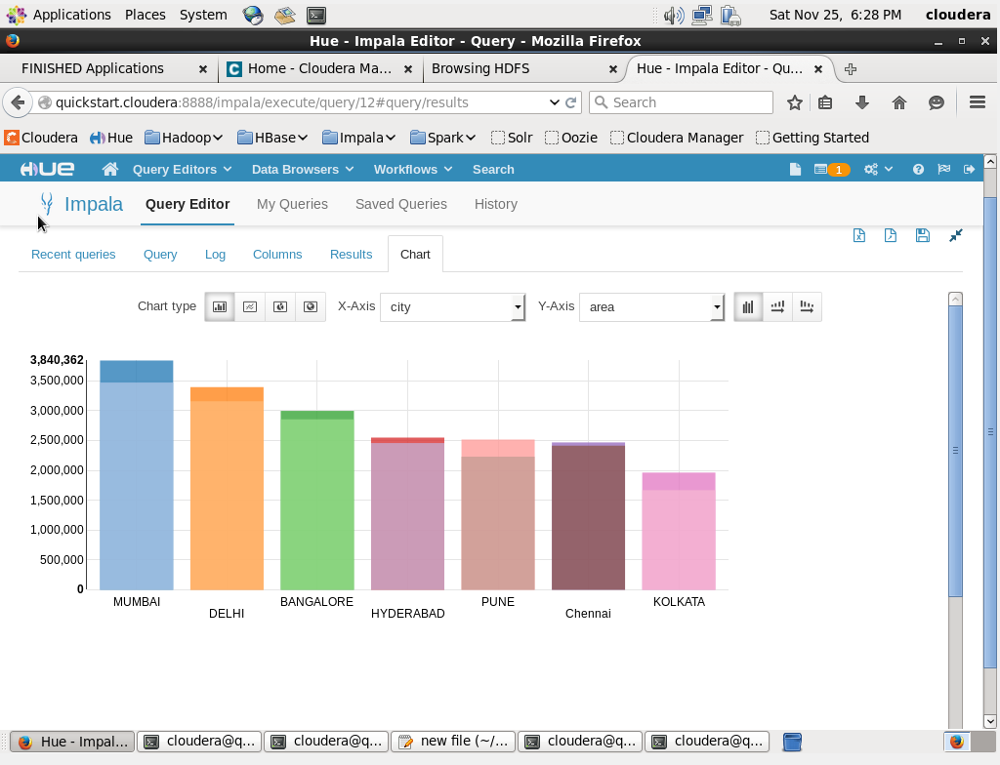 Applications Places System Sat Nov 25, 6:28 PM cloudera
Hue - Impala Editor - Query - Mozilla Firefox
FINISHED Applications Home - Cloudera Ma... Browsing HDFS Hue - Impala Editor - Qu...
quickstart.cloudera:8888/impala/execute/query/12#query/results Search
Cloudera Hue Hadoop HBase Impala Spark Solr Oozie Cloudera Manager Getting Started
HUE Query Editors Data Browsers Workflows Search 1
Impala Query Editor My Queries Saved Queries History
Recent queries Query Log Columns Results Chart
Chart type X-Axis city Y-Axis area
3,840,362
3,500,000
3,000,000
2,500,000
2,000,000
1,500,000
1,000,000
500,000
0
MUMBAI BANGALORE PUNE KOLKATA
DELHI HYDERABAD Chennai
Hue - Impal... cloudera@q... cloudera@q... new file (~/... cloudera@q... cloudera@q...